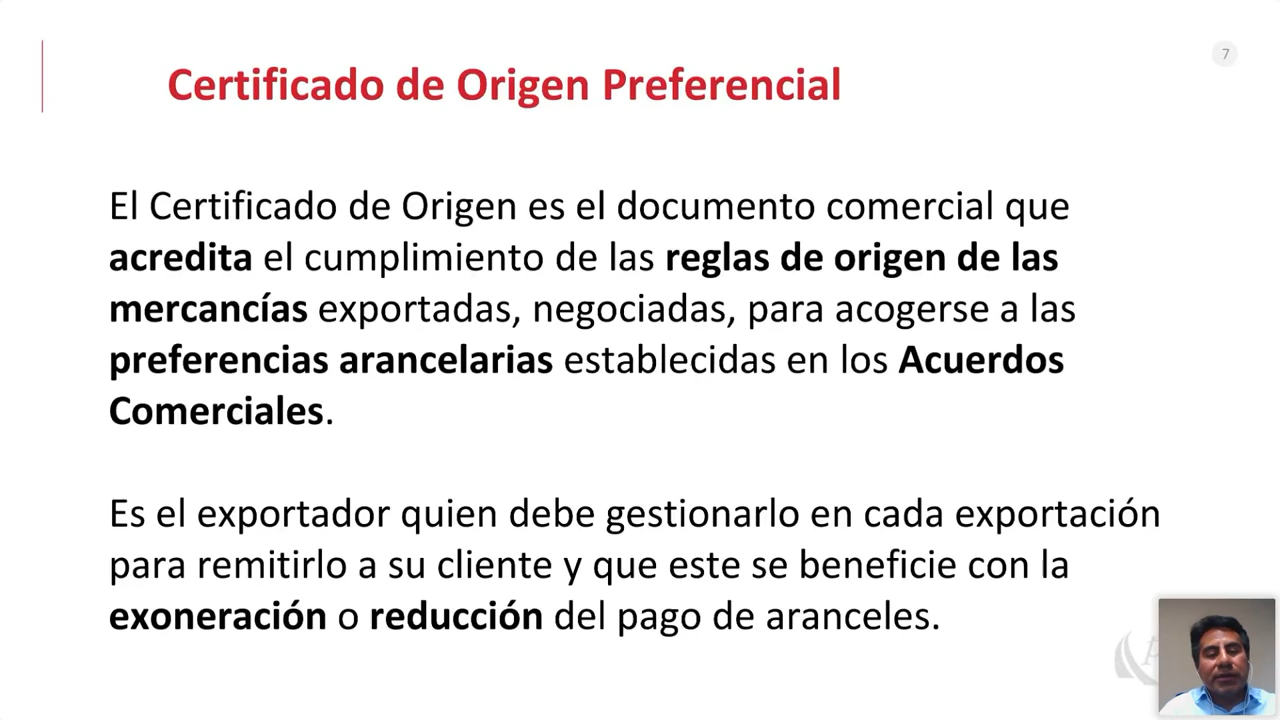 7
Certificado de Origen Preferencial
El Certificado de Origen es el documento comercial que
acredita el cumplimiento de las reglas de origen de las
mercancías exportadas, negociadas, para acogerse a las
preferencias arancelarias establecidas en los Acuerdos
Comerciales.
Es el exportador quien debe gestionarlo en cada exportación
para remitirlo a su cliente y que este se beneficie con la
exoneración o reducción del pago de aranceles.